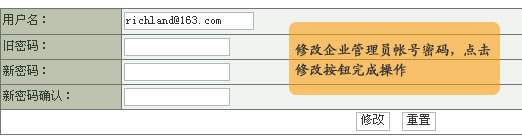 用户名：
richland@163.com
旧密码：
新密码：
新密码确认：
修改企业管理员帐号密码，点击
修改按钮完成操作
修改 重置